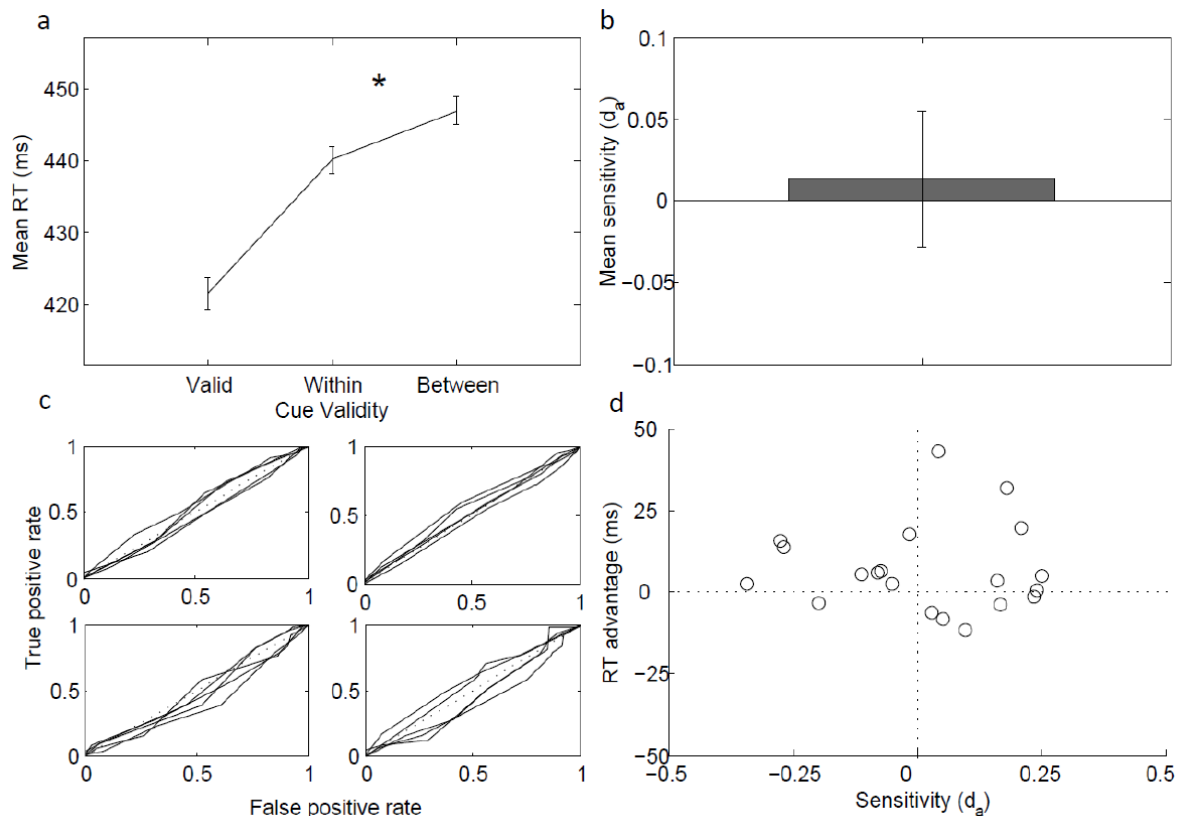 a
Mean RT (ms)
450
440
430
420
*
Valid Within Between
Cue Validity
b
Mean sensitivity (da)
0.1
0.05
0
−0.05
−0.1
c
True positive rate
1
0.5
0
0 0.5 1
1
0.5
0
0 0.5 1
1
0.5
0
0 0.5 1
1
0.5
0
0 0.5 1
False positive rate
d
RT advantage (ms)
50
25
0
−25
−50
−0.5 −0.25 0 0.25 0.5
Sensitivity (da)